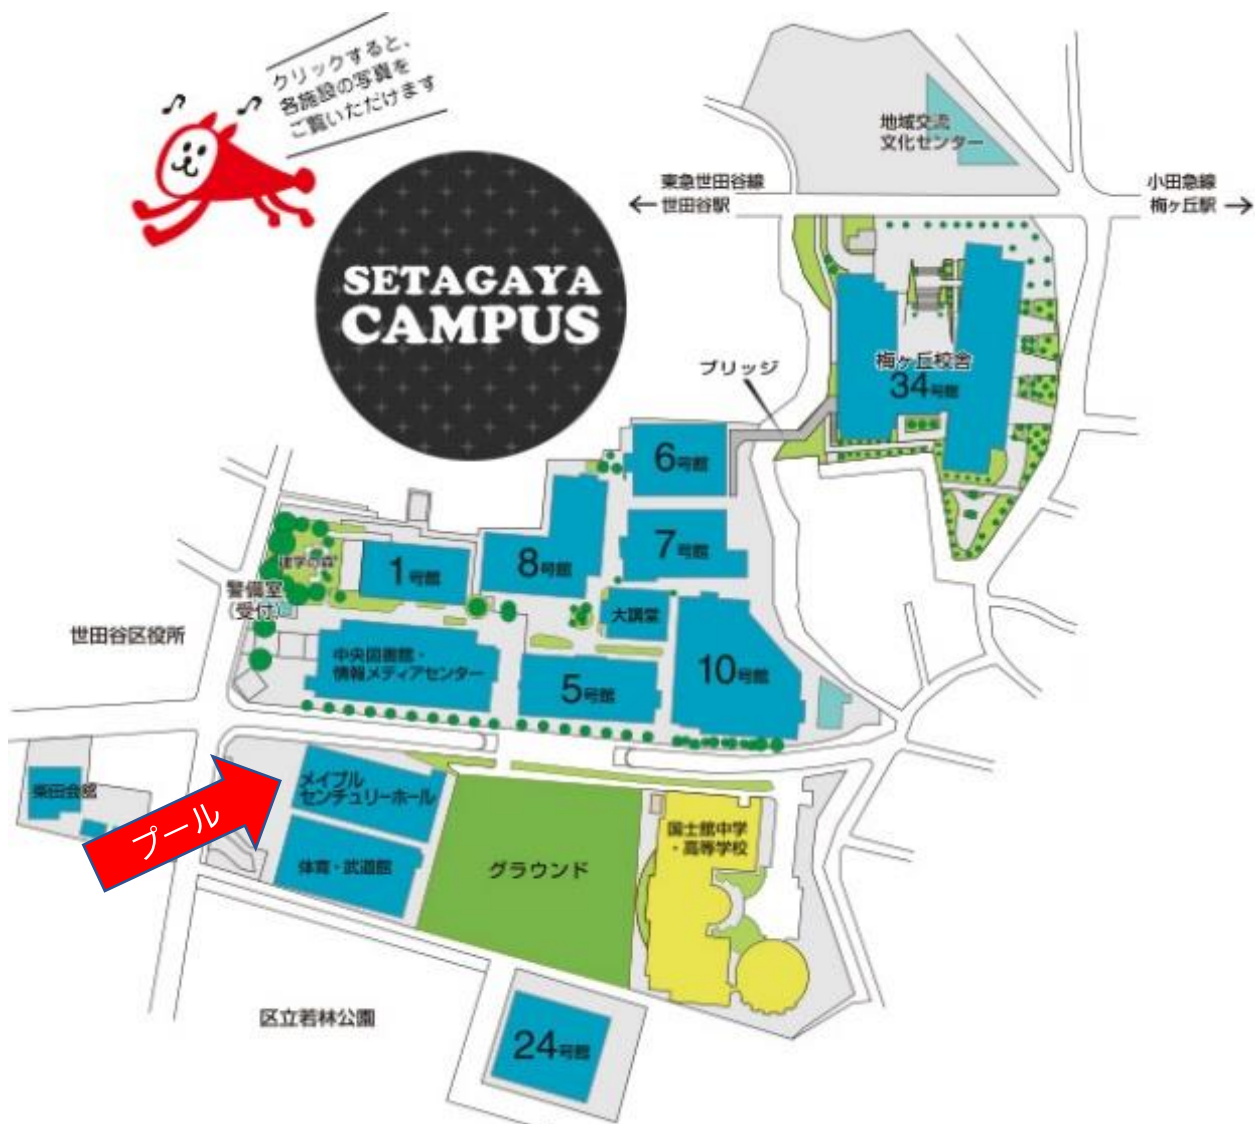 クリックすると、
各施設の写真を
ご覧いただけます
SETAGAYA
CAMPUS
地域交流
文化センター
東急世田谷線
世田谷駅
小田急線
梅ヶ丘駅
ブリッジ
梅ヶ丘校舎
34号館
6号館
7号館
8号館
1号館
建学の森
警備室
(受付)
世田谷区役所
大講堂
中央図書館・
情報メディアセンター
5号館
10号館
柴田会館
プール
メイプル
センチュリーホール
体育・武道館
グラウンド
国士舘中学
・高等学校
区立若林公園
24号館